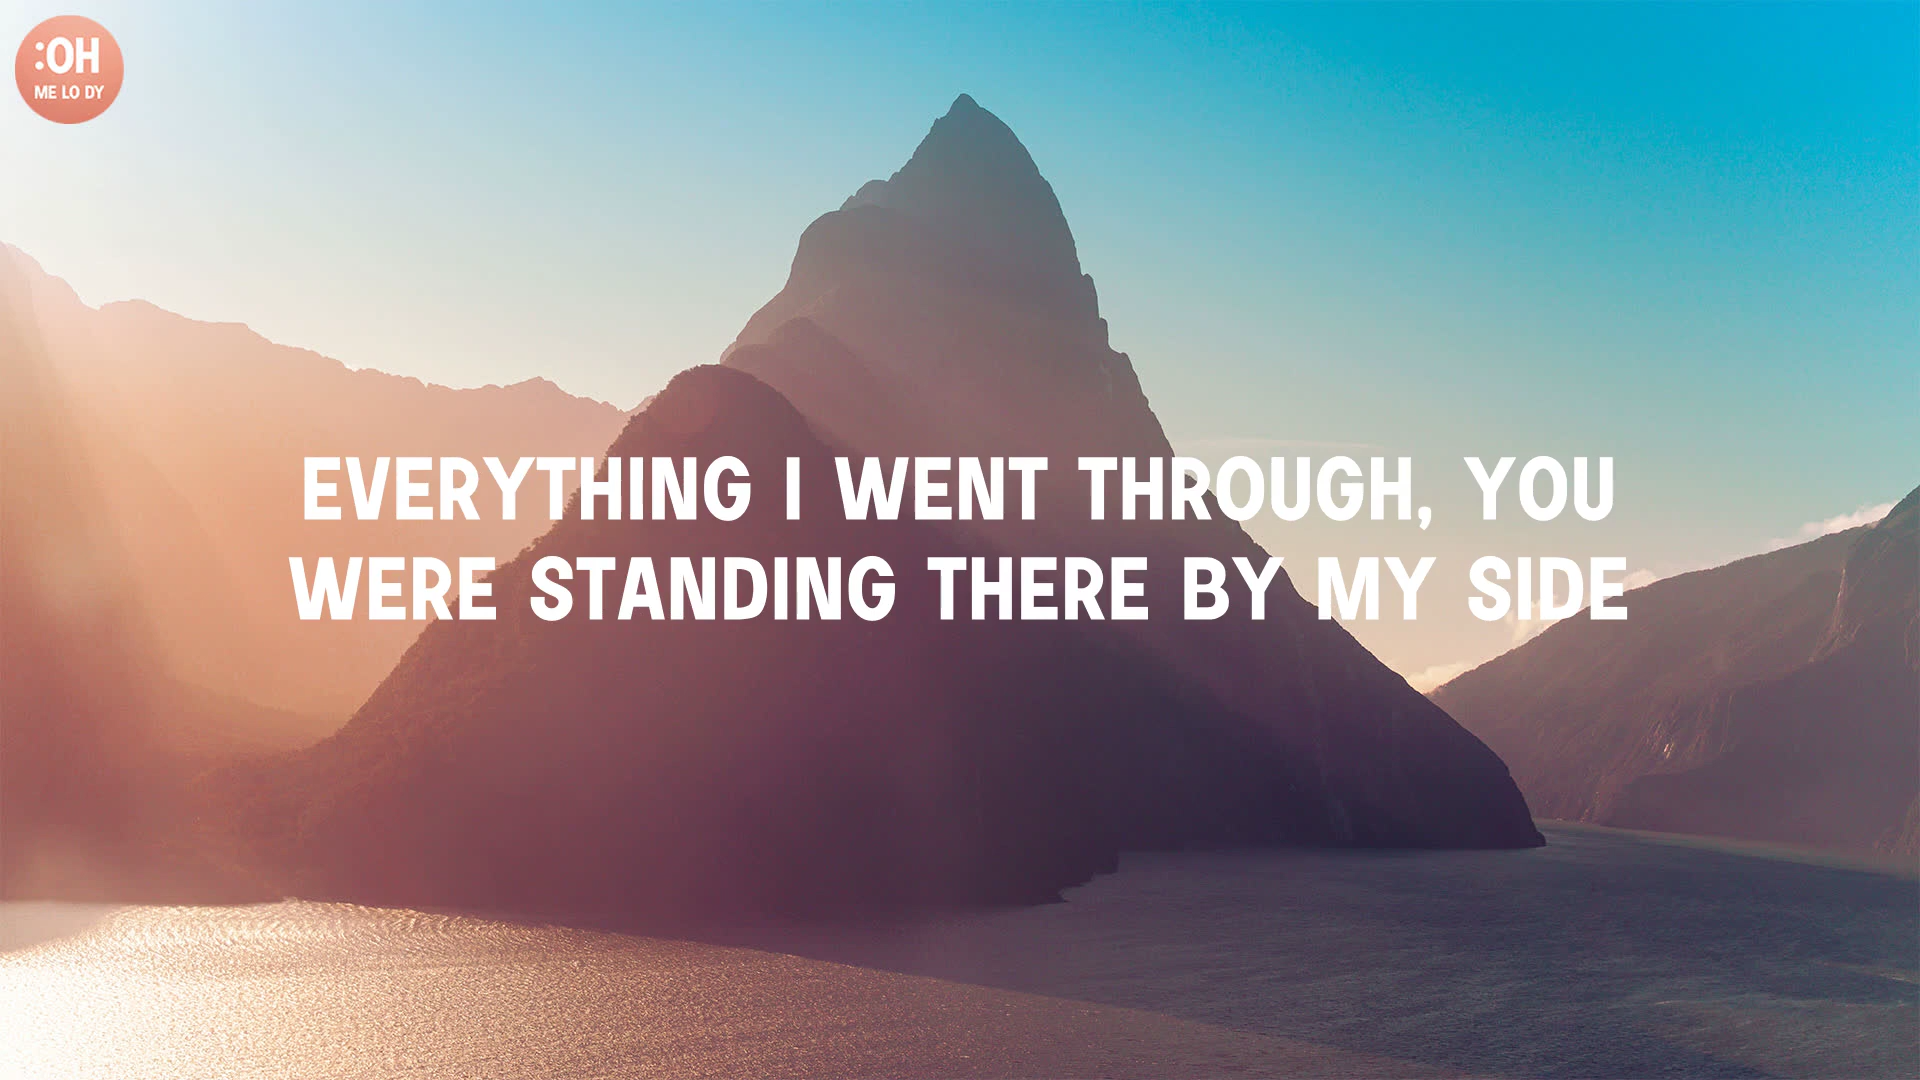 :OH
ME LO DY
EVERYTHING I WENT THROUGH, YOU
WERE STANDING THERE BY MY SIDE